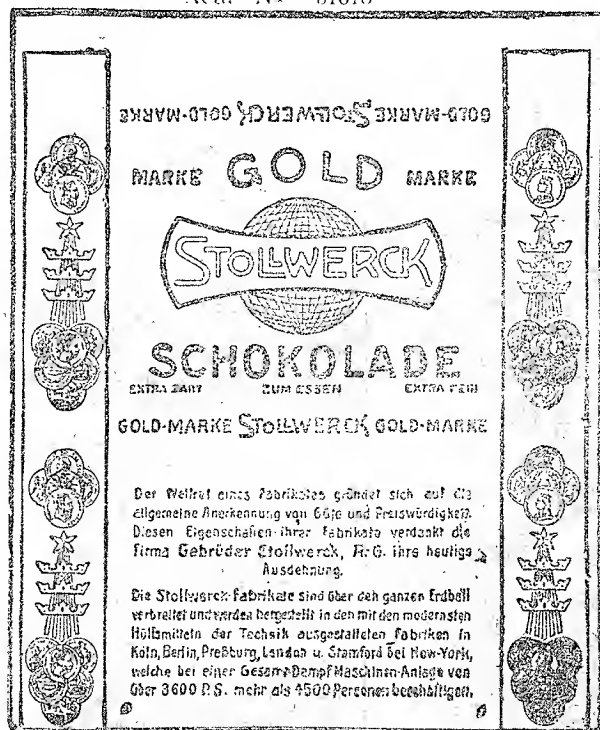 GOLD-MARKE STOLLWERCK GOLD-MARKE
MARKE GOLD MARKE
STOLLWERCK
SCHOKOLADE
EXTRA ZART ZUM ESSEN EXTRA FEIN
GOLD-MARKE STOLLWERCK GOLD-MARKE
Der Weltruf eines Fabrikates gründet sich auf die
allgemeine Anerkennung von Güte und Preiswürdigkeit.
Diesen Eigenschaften ihrer Fabrikate verdankt die
Firma Gebrüder Stollwerck, A.G. ihre heutige
Ausdehnung.
Die Stollwerck-Fabrikate sind über den ganzen Erdball
verbreitet und werden hergestellt in den mit den modernsten
Hülfsmitteln der Technik ausgestatteten Fabriken in
Köln, Berlin, Preßburg, London u. Stamford bei New-York,
welche bei einer Gesamt-Dampf Maschinen-Anlage von
über 3600 P.S. mehr als 4500 Personen beschäftigen.